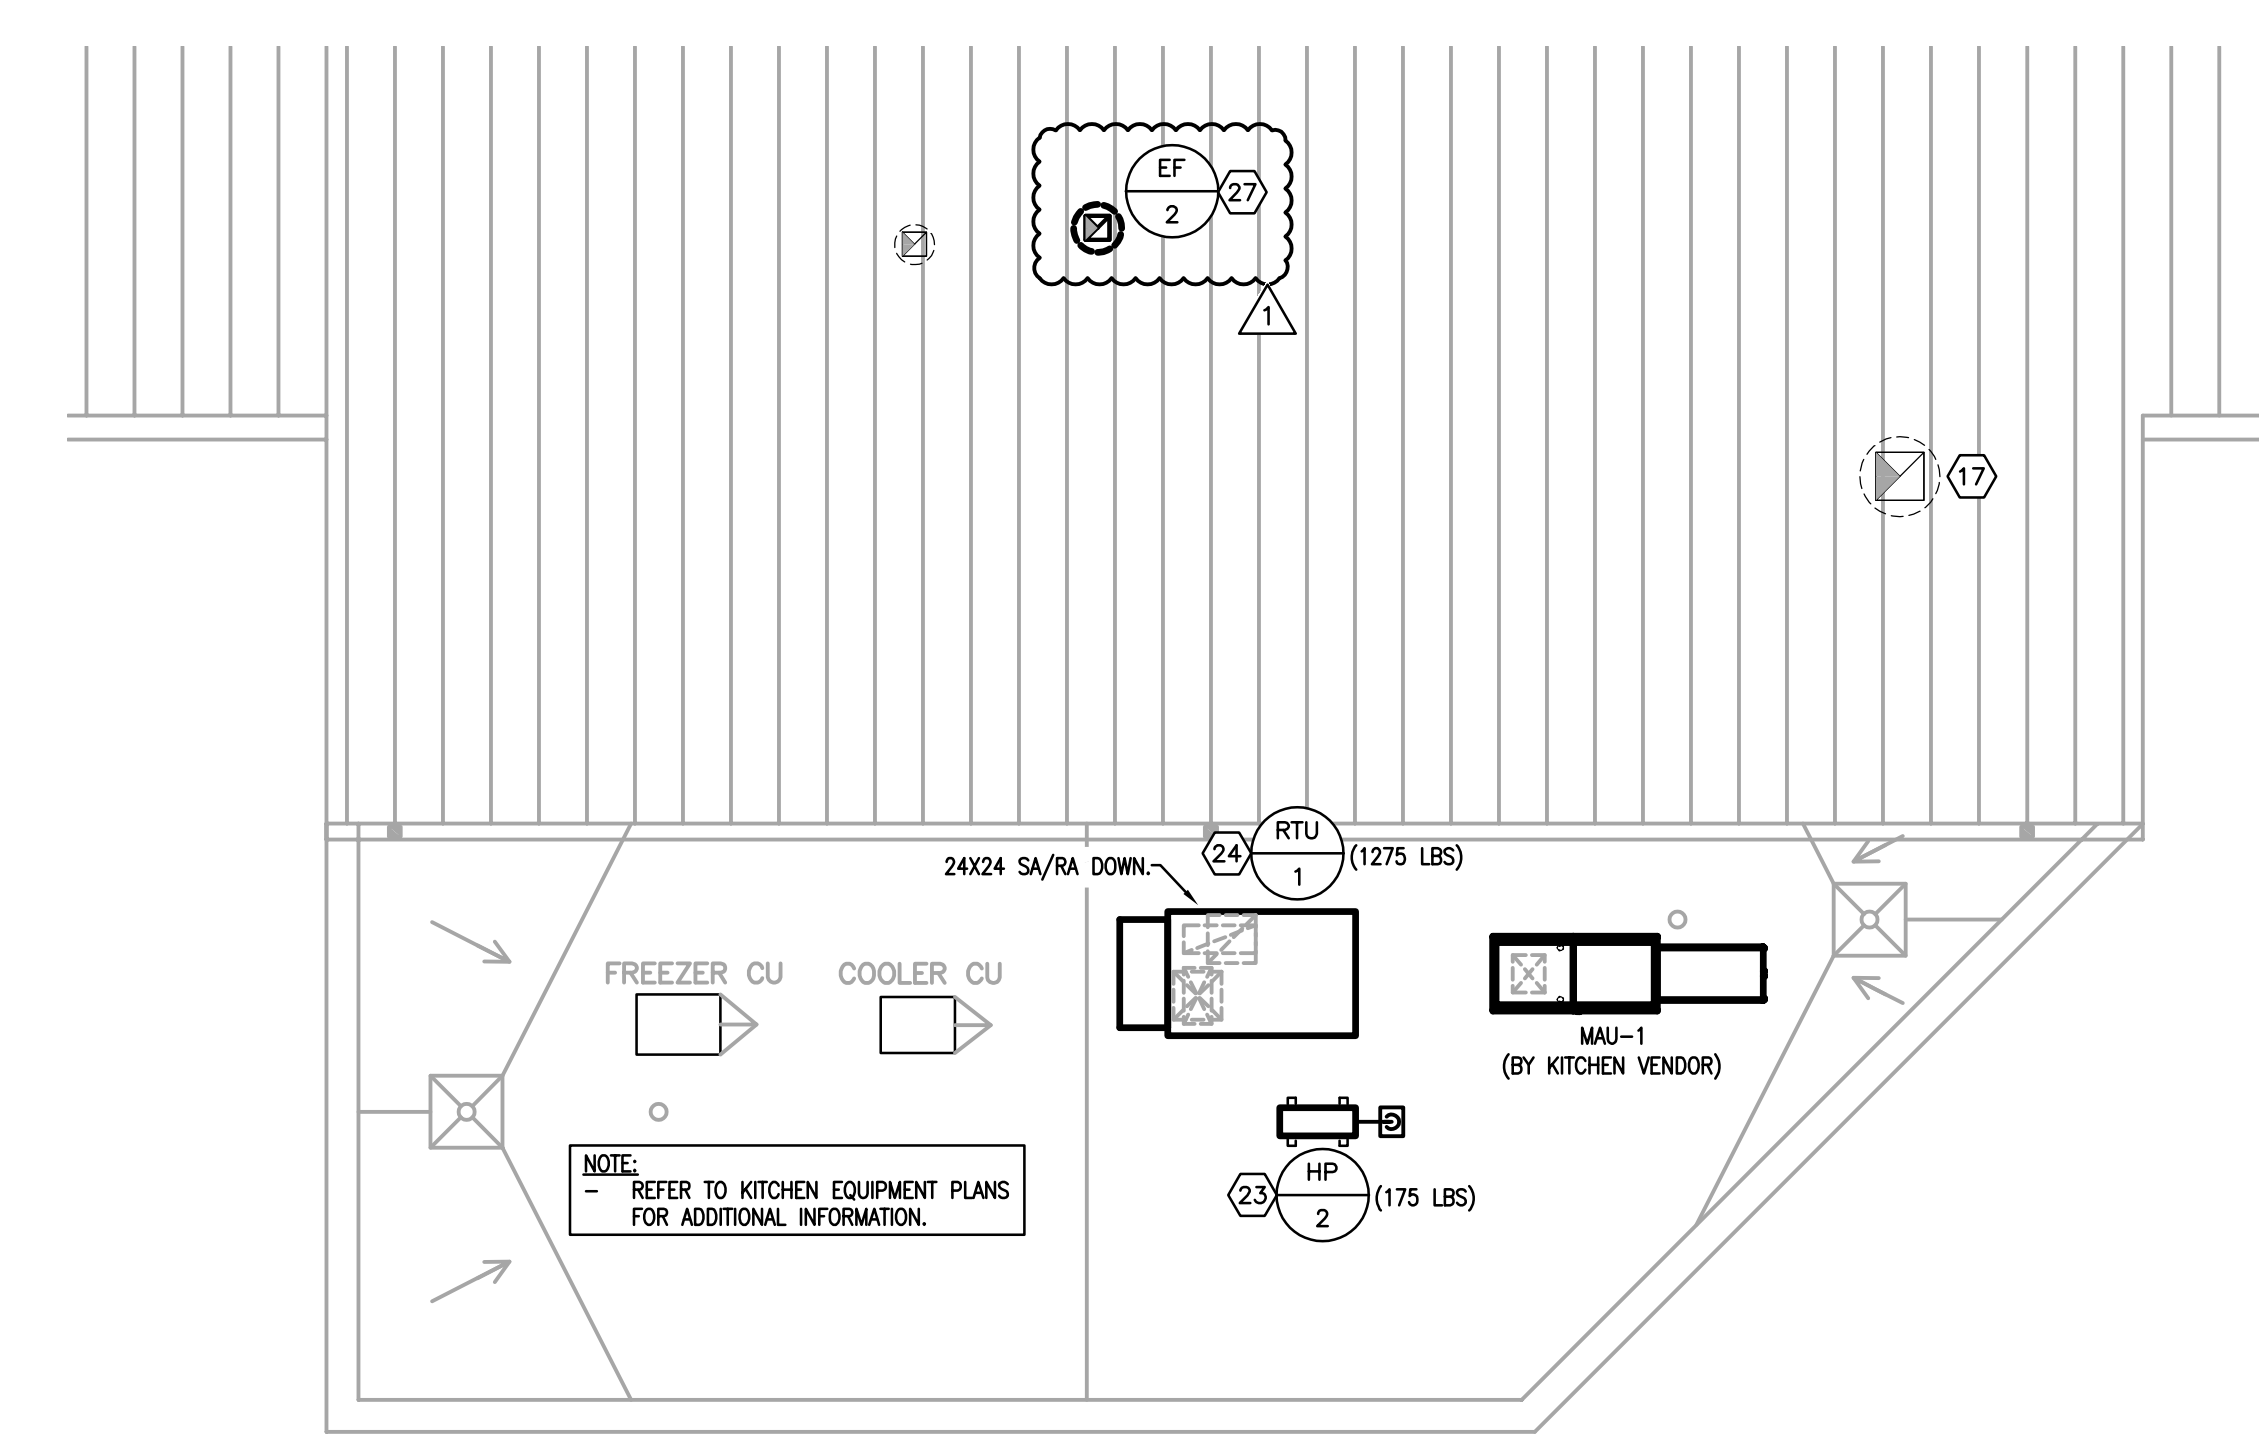 EF
27
2
1
17
RTU
24
(1275 LBS)
1
24X24 SA/RA DOWN.
FREEZER CU
COOLER CU
MAU-1
(BY KITCHEN VENDOR)
NOTE:
- REFER TO KITCHEN EQUIPMENT PLANS
FOR ADDITIONAL INFORMATION.
HP
23
(175 LBS)
2